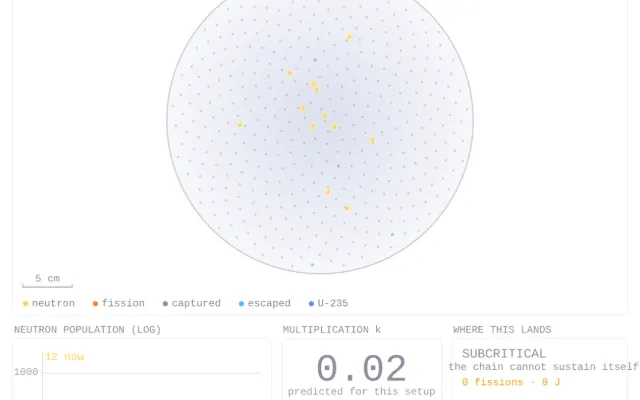 5 cm
neutron fission captured escaped U-235
NEUTRON POPULATION (LOG) MULTIPLICATION k WHERE THIS LANDS
12 now
1000
0.02
predicted for this setup
SUBCRITICAL
the chain cannot sustain itself
0 fissions · 0 J